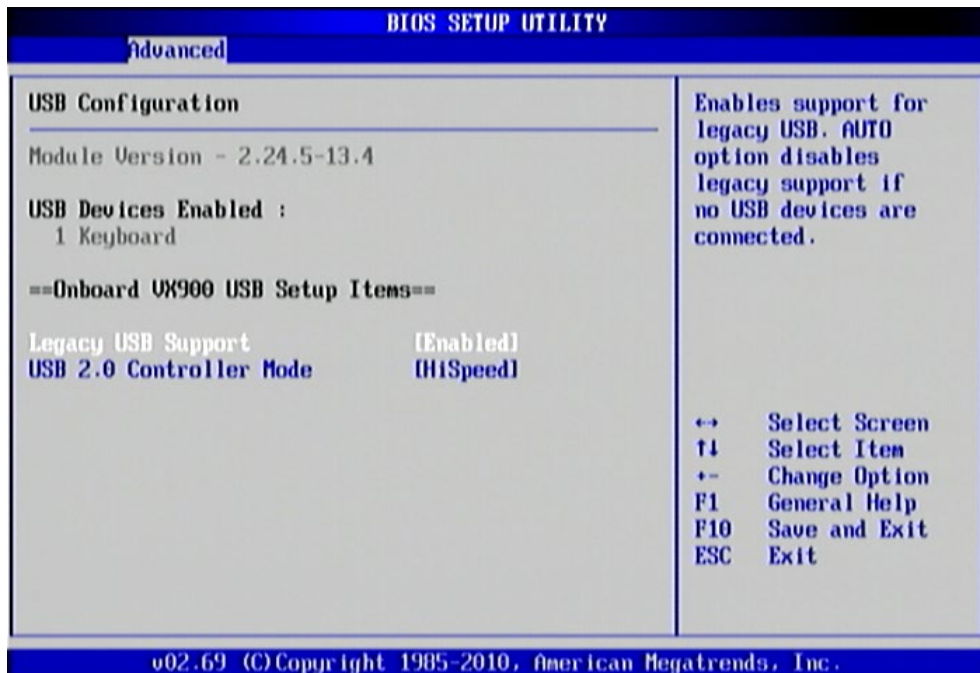 BIOS SETUP UTILITY
Advanced
USB Configuration
Module Version - 2.24.5-13.4
USB Devices Enabled :
1 Keyboard
==Onboard VX900 USB Setup Items==
Legacy USB Support [Enabled]
USB 2.0 Controller Mode [HiSpeed]
Enables support for
legacy USB. AUTO
option disables
legacy support if
no USB devices are
connected.
↔ Select Screen
↑↓ Select Item
+- Change Option
F1 General Help
F10 Save and Exit
ESC Exit
v02.69 (C)Copyright 1985-2010, American Megatrends, Inc.